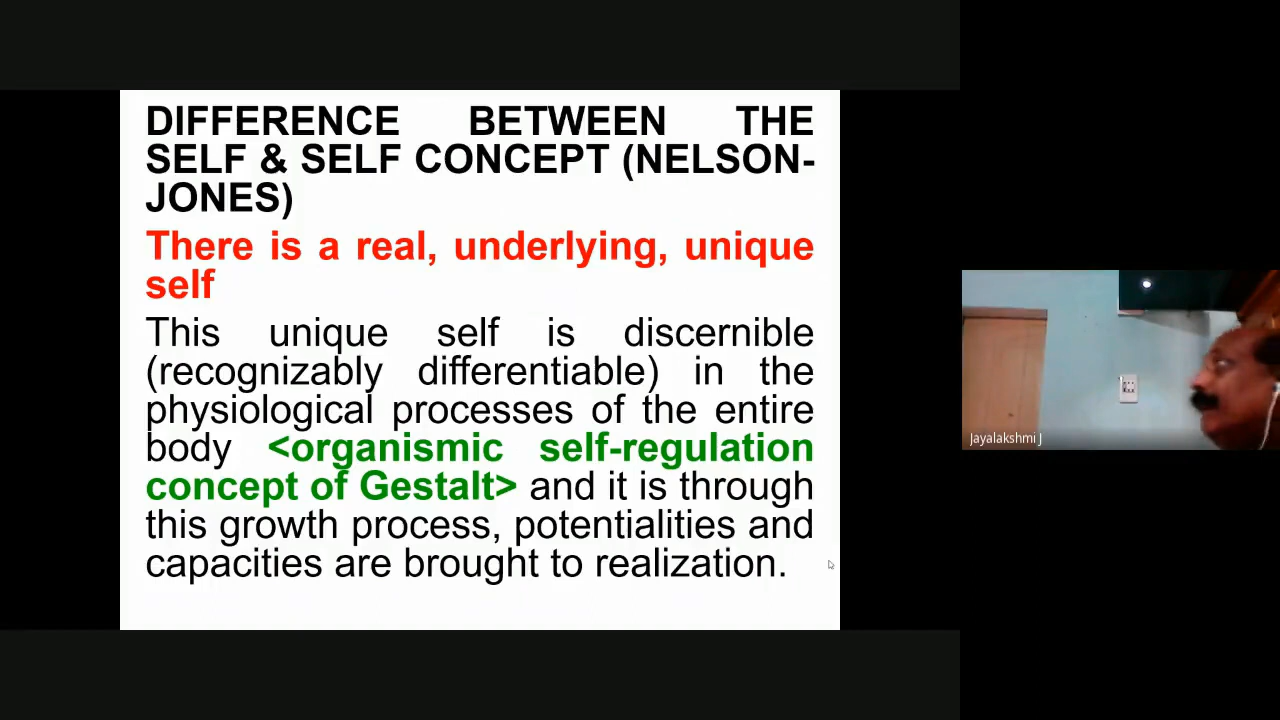 DIFFERENCE BETWEEN THE
SELF & SELF CONCEPT (NELSON-
JONES)
There is a real, underlying, unique
self
This unique self is discernible
(recognizably differentiable) in the
physiological processes of the entire
body <organismic self-regulation
concept of Gestalt> and it is through
this growth process, potentialities and
capacities are brought to realization.
Jayalakshmi J